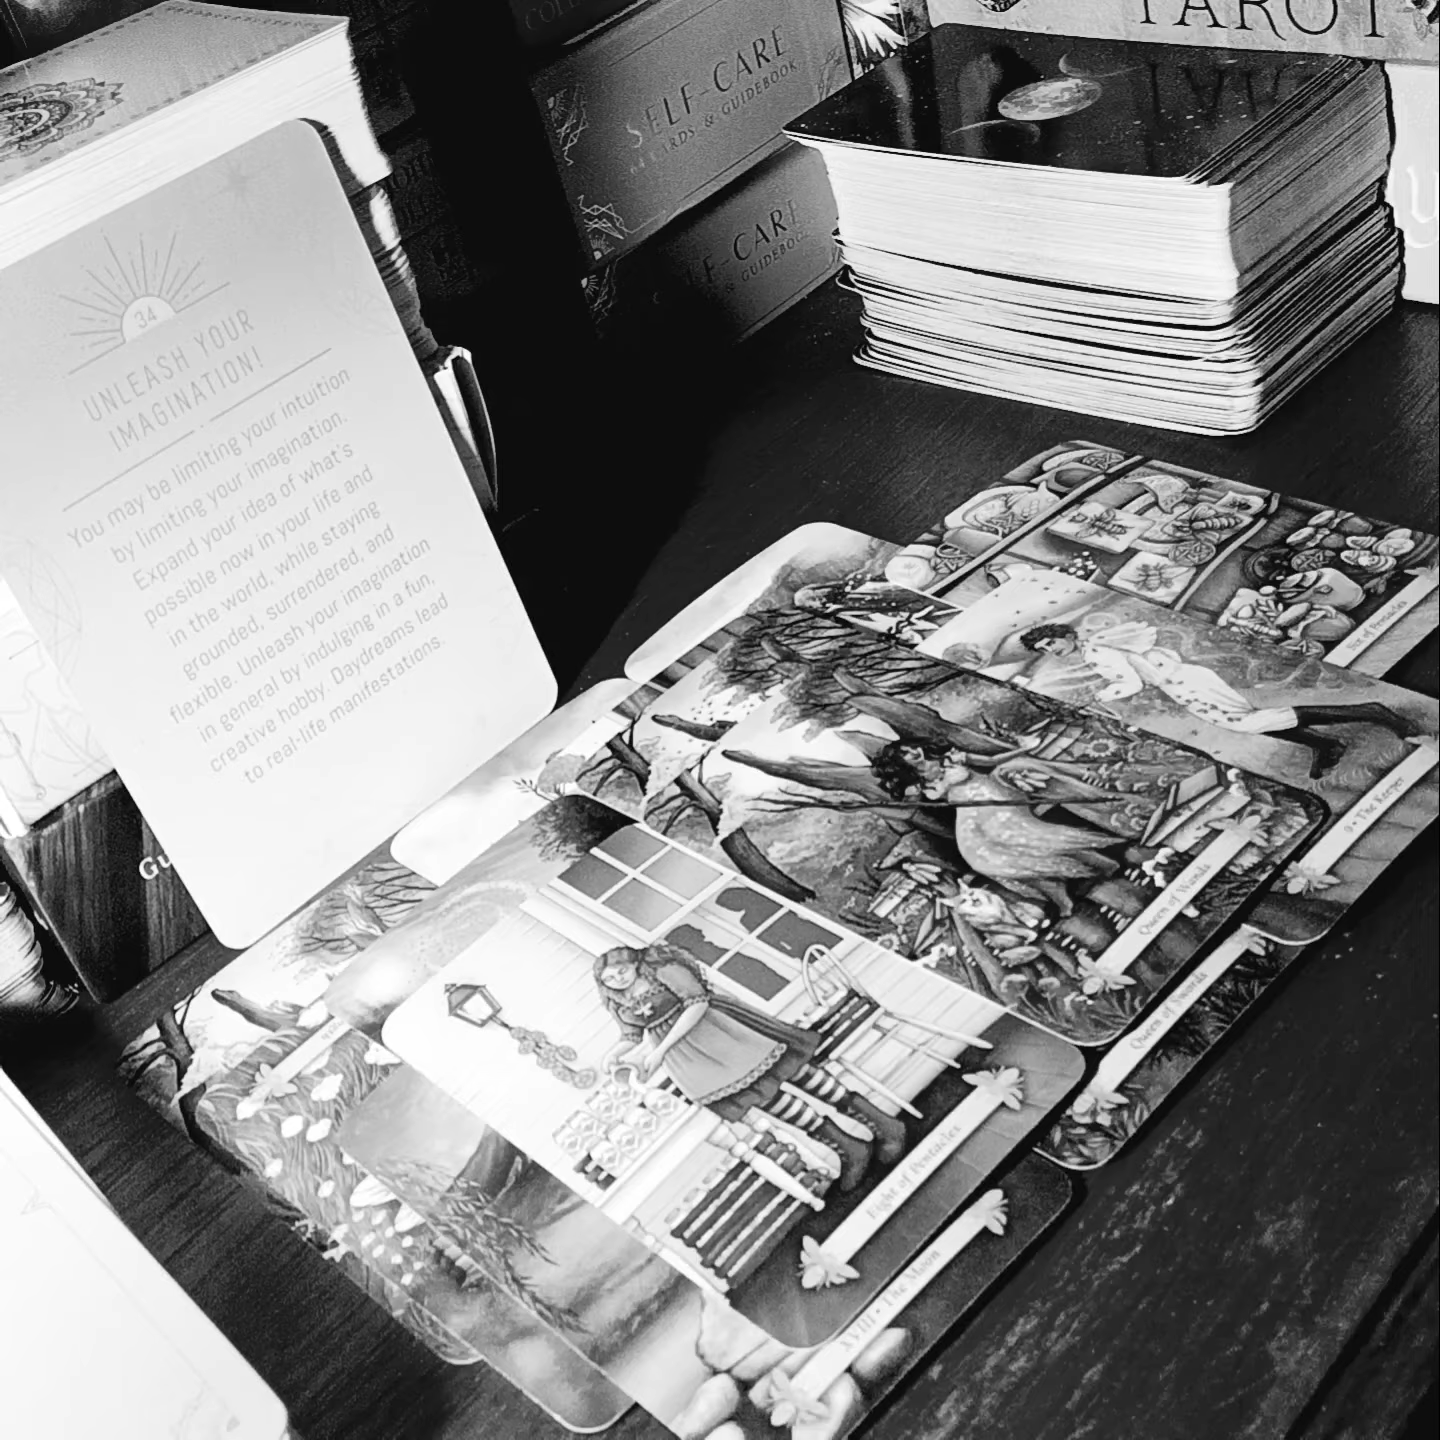 TAROT
SELF-CARE
CARDS & GUIDEBOOK
CARE
& GUIDEBOOK
34
UNLEASH YOUR
IMAGINATION!
You may be limiting your intuition
by limiting your imagination.
Expand your idea of what's
possible now in your life and
in the world, while staying
grounded, surrendered, and
flexible. Unleash your imagination
in general by indulging in a fun,
creative hobby. Daydreams lead
to real-life manifestations.
Gu
of Pentacles
9 • The Keeper
Queen of Wands
Queen of Swords
Eight of Pentacles
XVIII • The Moon